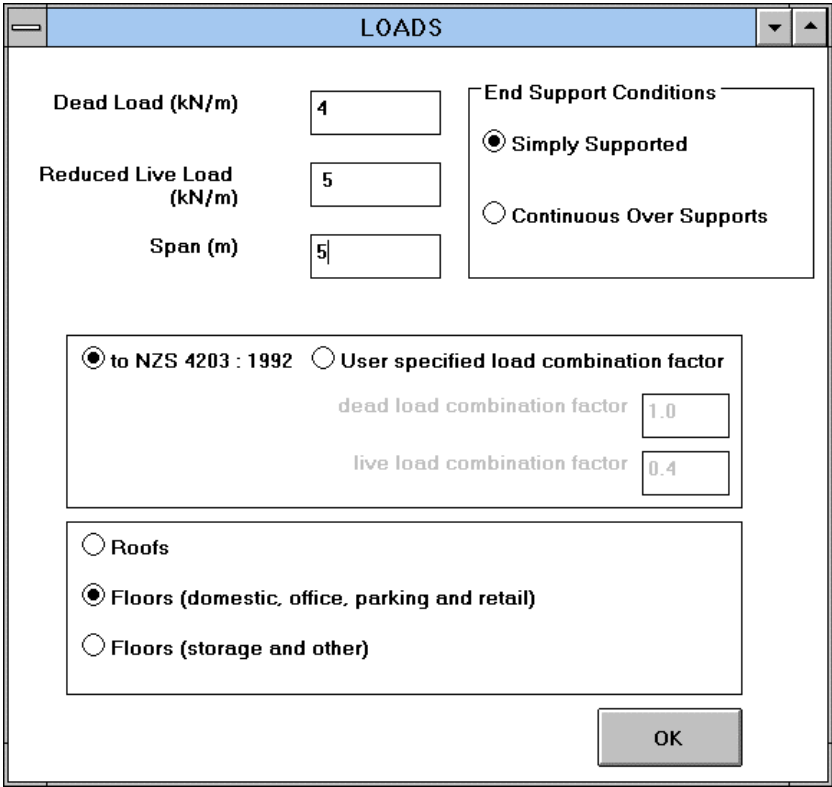 LOADS
Dead Load (kN/m)
4
End Support Conditions
Simply Supported
Reduced Live Load
(kN/m)
5
Continuous Over Supports
Span (m)
5
to NZS 4203 : 1992 User specified load combination factor
dead load combination factor 1.0
live load combination factor 0.4
Roofs
Floors (domestic, office, parking and retail)
Floors (storage and other)
OK